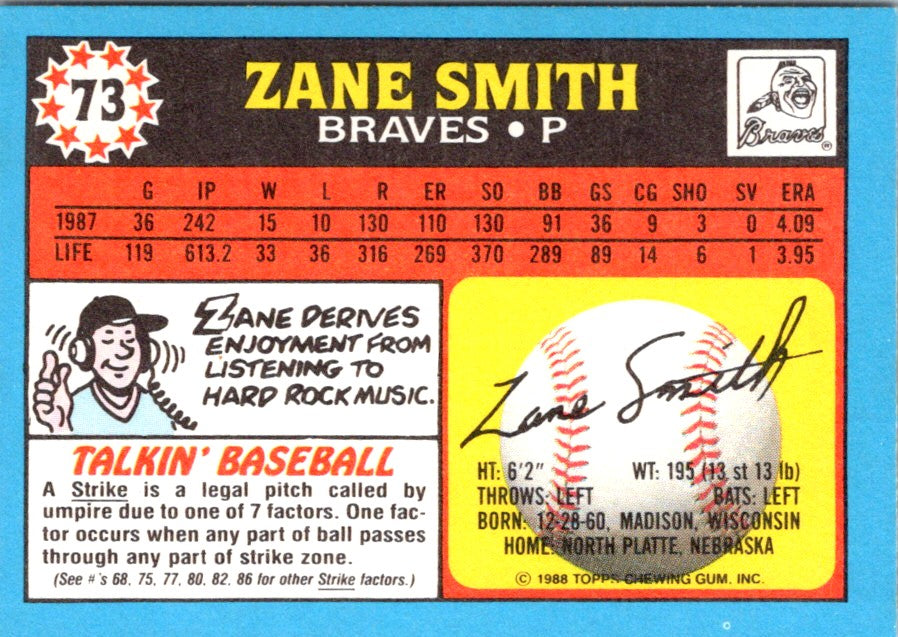 73
ZANE SMITH
BRAVES • P
Braves®
G IP W L R ER SO BB GS CG SHO SV ERA
1987 36 242 15 10 130 110 130 91 36 9 3 0 4.09
LIFE 119 613.2 33 36 316 269 370 289 89 14 6 1 3.95
ZANE DERIVES
ENJOYMENT FROM
LISTENING TO
HARD ROCK MUSIC.
TALKIN' BASEBALL
A Strike is a legal pitch called by
umpire due to one of 7 factors. One fac-
tor occurs when any part of ball passes
through any part of strike zone.
(See #'s 68, 75, 77, 80, 82, 86 for other Strike factors.)
Zane Smith
HT: 6'2" WT: 195 (13 st 13 lb)
THROWS: LEFT BATS: LEFT
BORN: 12-28-60, MADISON, WISCONSIN
HOME: NORTH PLATTE, NEBRASKA
© 1988 TOPPS CHEWING GUM, INC.